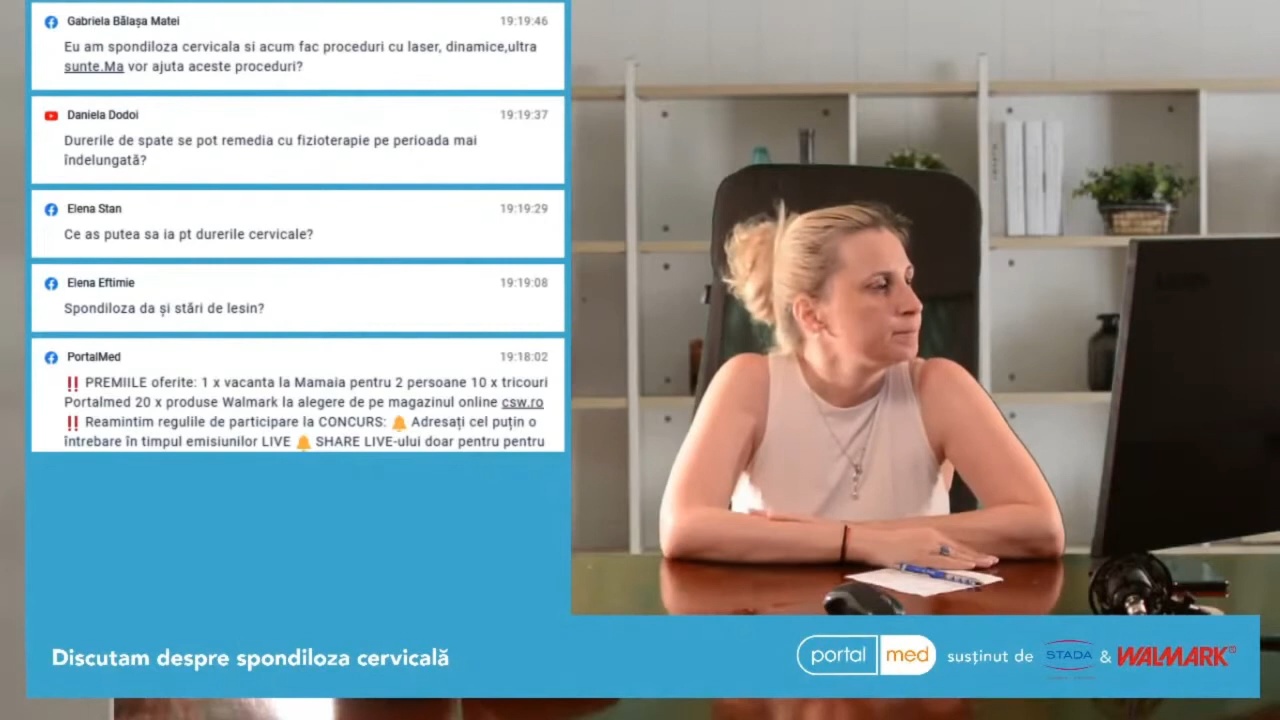 Gabriela Bălașa Matei 19:19:46
Eu am spondiloza cervicala si acum fac proceduri cu laser, dinamice,ultra
sunte.Ma vor ajuta aceste proceduri?
Daniela Dodoi 19:19:37
Durerile de spate se pot remedia cu fizioterapie pe perioada mai
îndelungată?
Elena Stan 19:19:29
Ce as putea sa ia pt durerile cervicale?
Elena Eftimie 19:19:08
Spondiloza da și stări de lesin?
PortalMed 19:18:02
‼️ PREMIILE oferite: 1 x vacanta la Mamaia pentru 2 persoane 10 x tricouri
Portalmed 20 x produse Walmark la alegere de pe magazinul online csw.ro
‼️ Reamintim regulile de participare la CONCURS: 🔔 Adresați cel puțin o
întrebare în timpul emisiunilor LIVE 🔔 SHARE LIVE-ului doar pentru pentru
Discutam despre spondiloza cervicală
portal med susținut de STADA & WALMARK